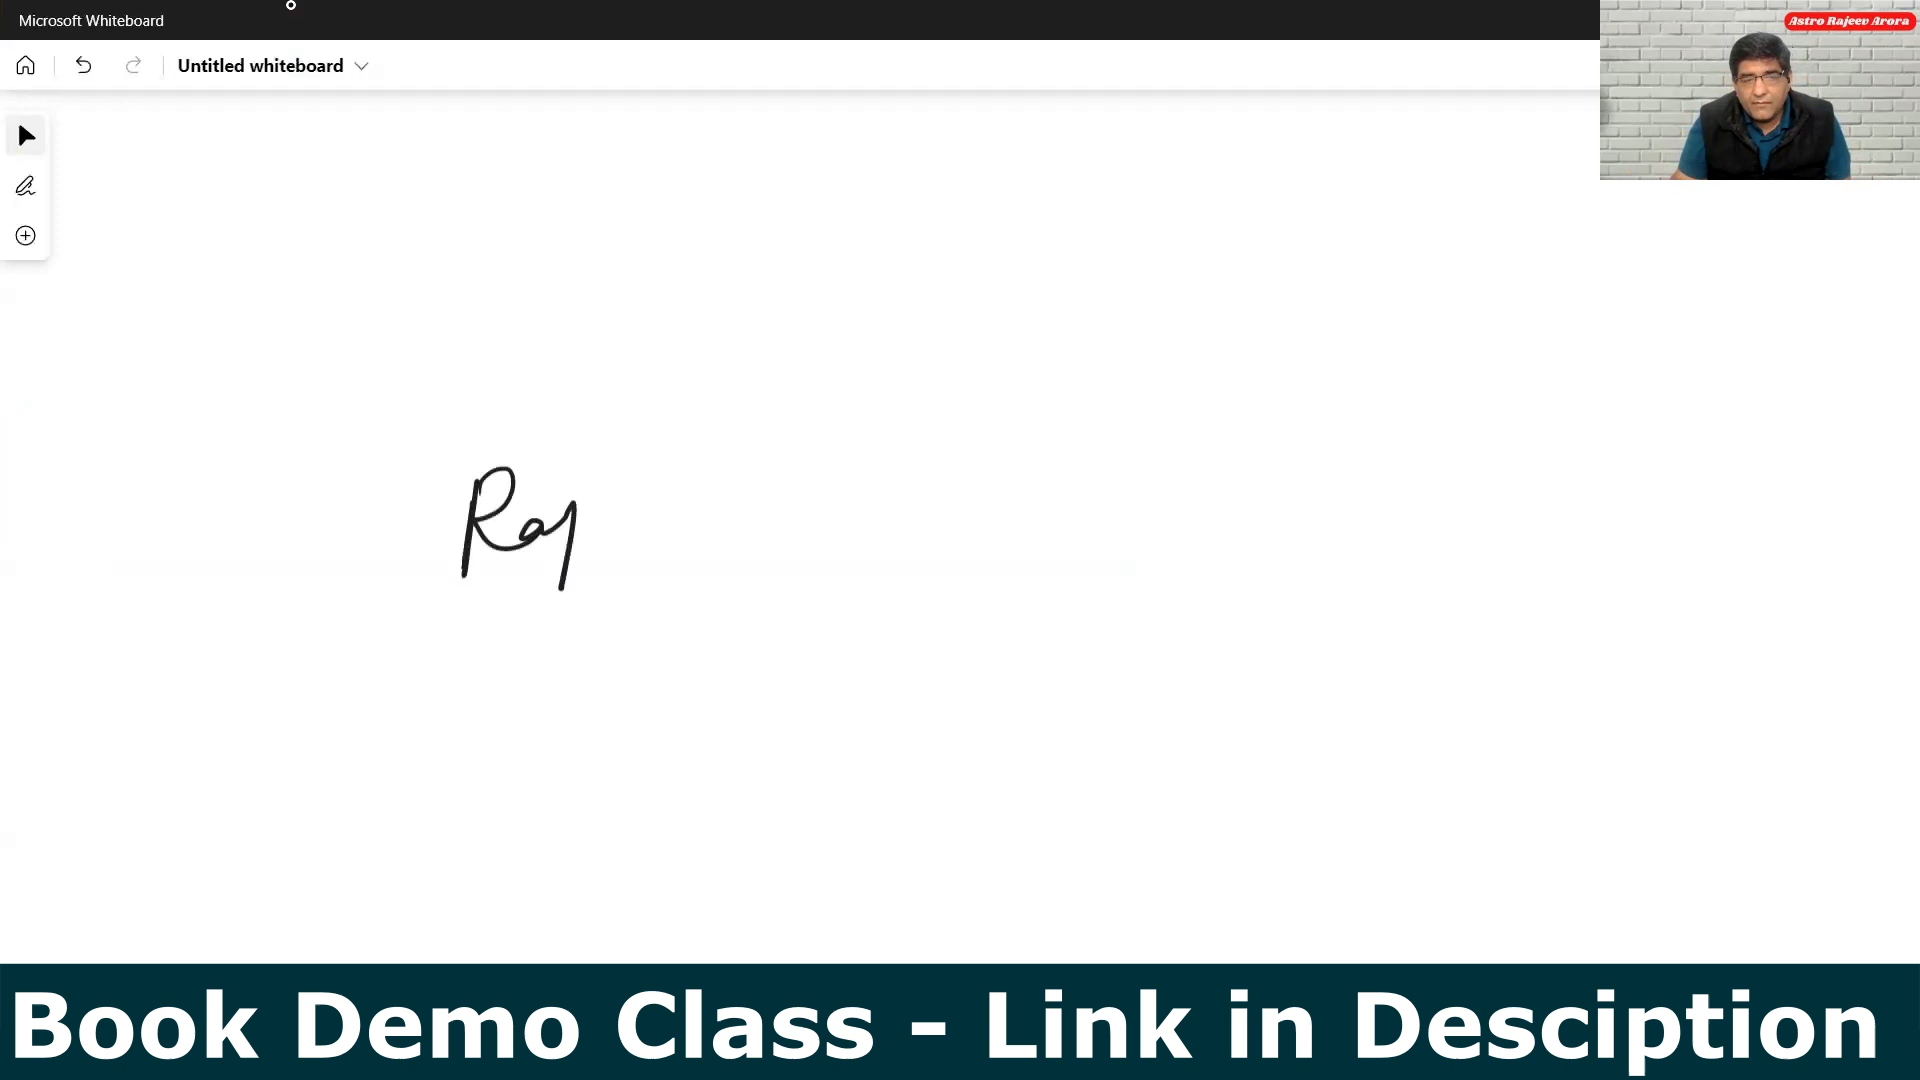 Microsoft Whiteboard
Astro Rajeev Arora
Untitled whiteboard
Raj
Book Demo Class - Link in Desciption